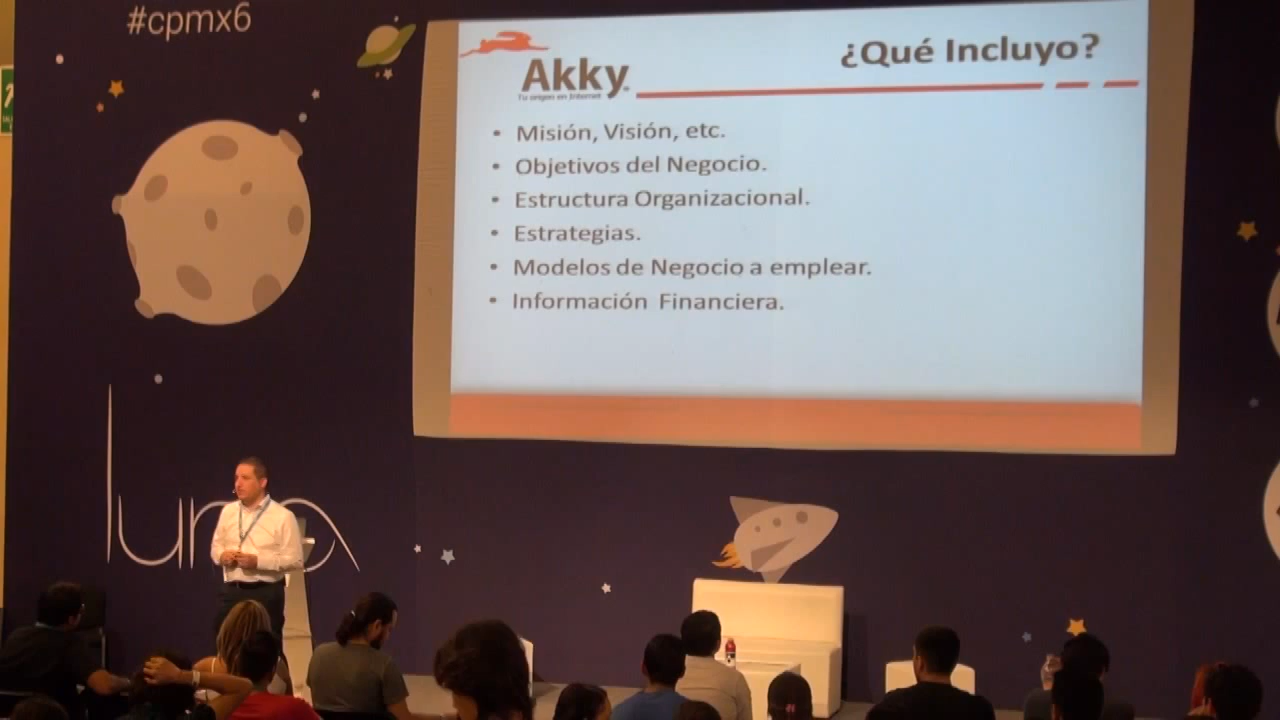 #cpmx6
Akky
Tu origen en Internet
¿Qué Incluyo?
• Misión, Visión, etc.
• Objetivos del Negocio.
• Estructura Organizacional.
• Estrategias.
• Modelos de Negocio a emplear.
• Información Financiera.
luna